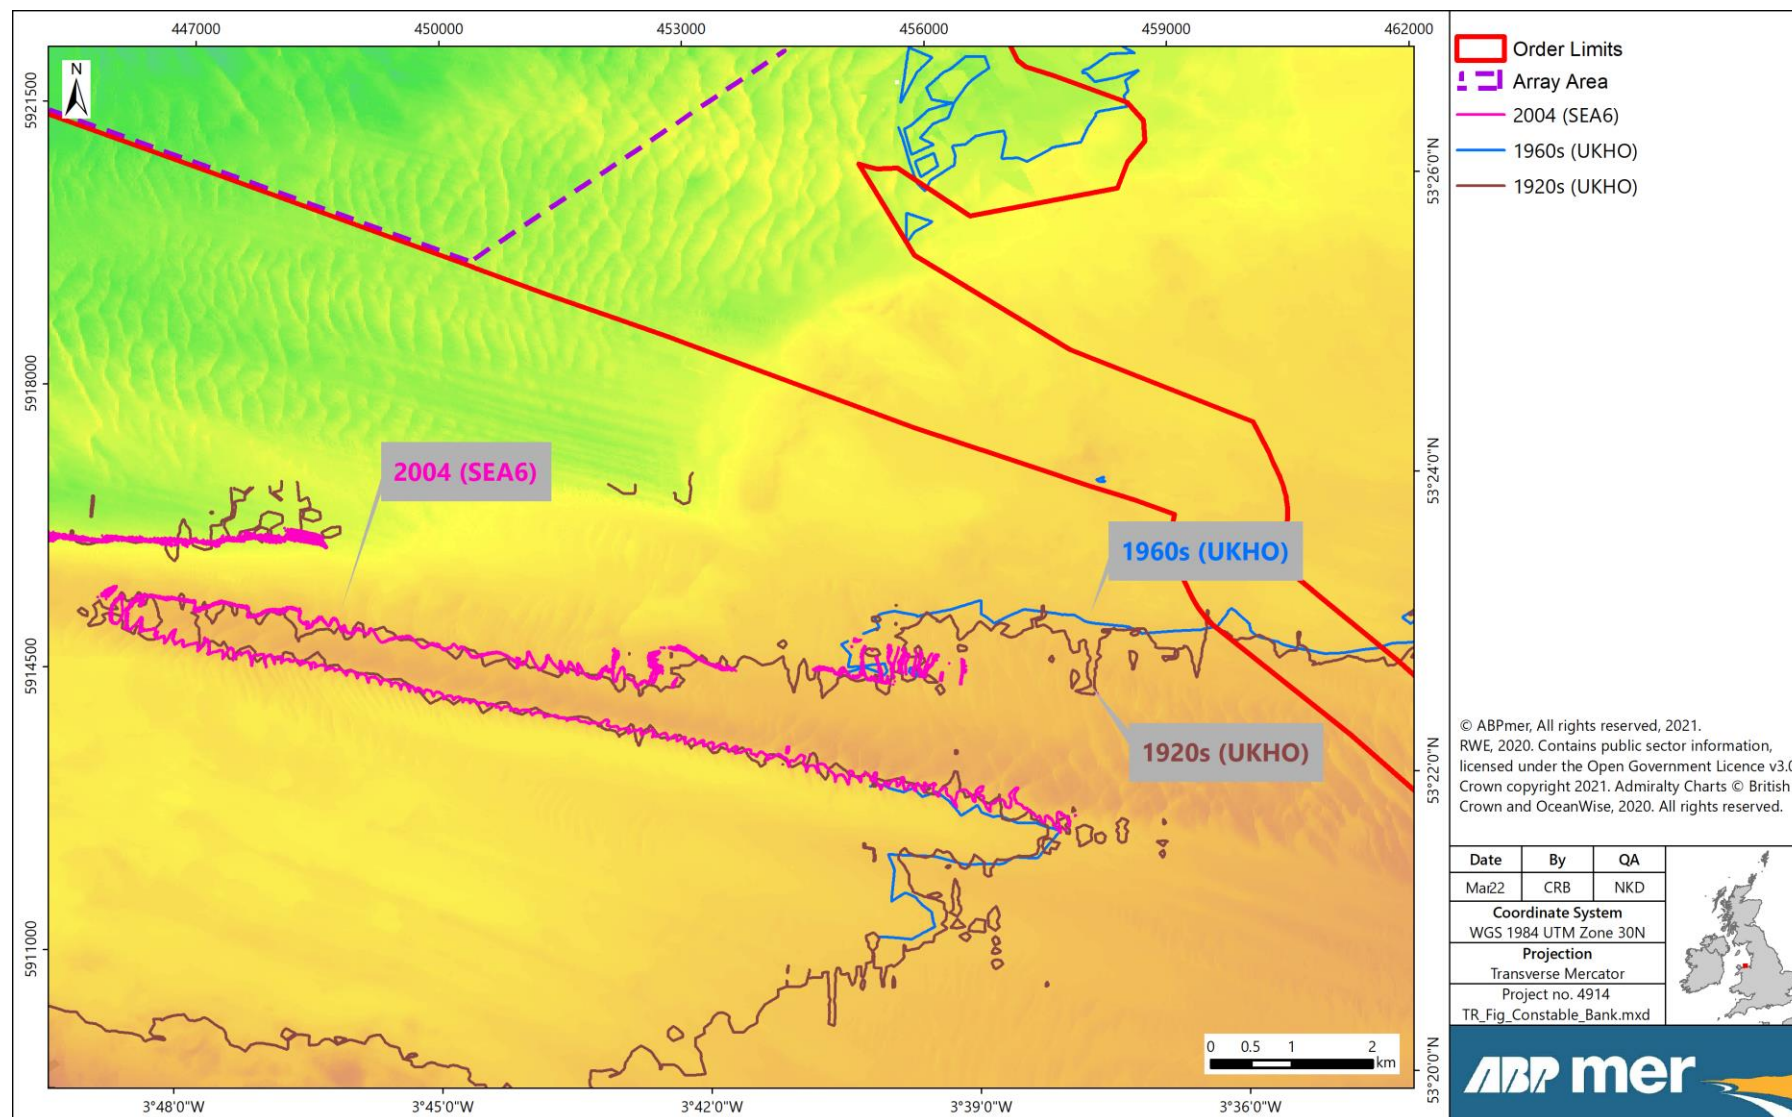 447000 450000 453000 456000 459000 462000
N
5921500
5918000
5914500
5911000
53°26'0"N
53°24'0"N
53°22'0"N
53°20'0"N
2004 (SEA6)
1960s (UKHO)
1920s (UKHO)
0 0.5 1 2
km
3°48'0"W 3°45'0"W 3°42'0"W 3°39'0"W 3°36'0"W
Order Limits
Array Area
2004 (SEA6)
1960s (UKHO)
1920s (UKHO)
© ABPmer, All rights reserved, 2021.
RWE, 2020. Contains public sector information,
licensed under the Open Government Licence v3.0
Crown copyright 2021. Admiralty Charts © British
Crown and OceanWise, 2020. All rights reserved.
Date By QA
Mar22 CRB NKD
Coordinate System
WGS 1984 UTM Zone 30N
Projection
Transverse Mercator
Project no. 4914
TR_Fig_Constable_Bank.mxd
ABPmer